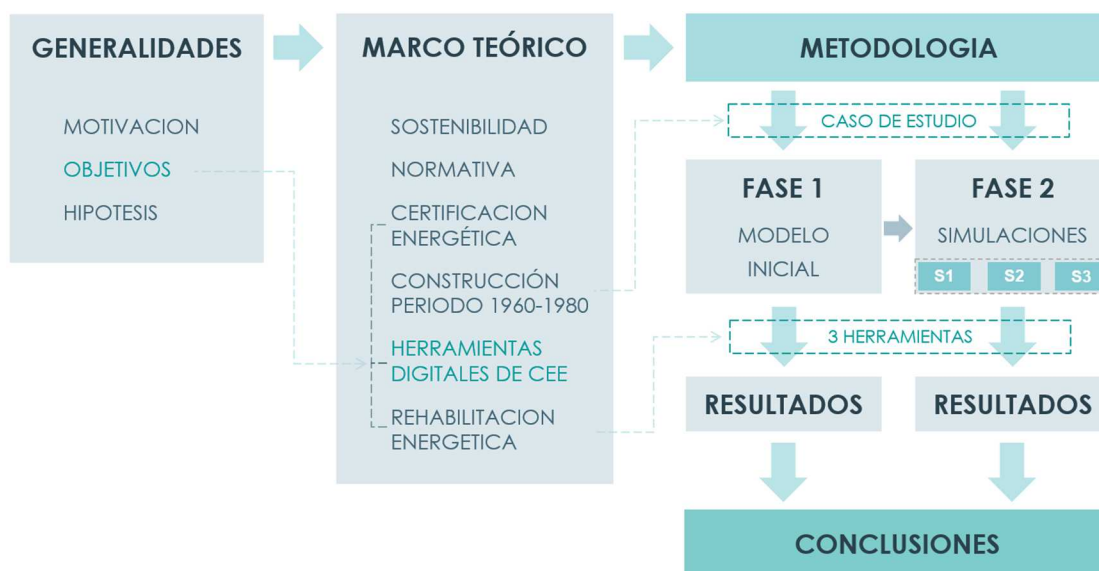 GENERALIDADES
MOTIVACION
OBJETIVOS
HIPOTESIS
MARCO TEÓRICO
SOSTENIBILIDAD
NORMATIVA
CERTIFICACION
ENERGÉTICA
CONSTRUCCIÓN
PERIODO 1960-1980
HERRAMIENTAS
DIGITALES DE CEE
REHABILITACION
ENERGETICA
METODOLOGIA
CASO DE ESTUDIO
FASE 1
MODELO
INICIAL
FASE 2
SIMULACIONES
S1 S2 S3
3 HERRAMIENTAS
RESULTADOS
RESULTADOS
CONCLUSIONES